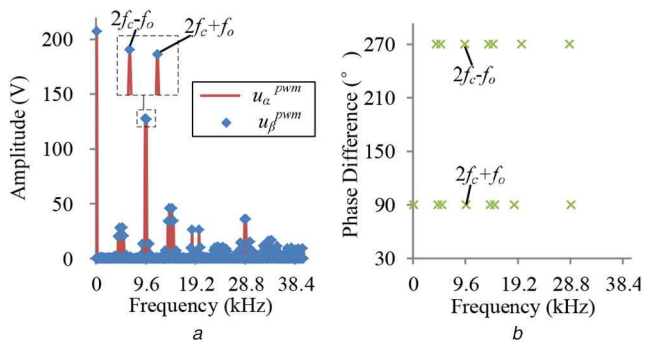 2fc-fo
2fc+fo
Amplitude (V)
200
150
100
50
0
uα pwm
uβ pwm
0 9.6 19.2 28.8 38.4
Frequency (kHz)
a
Phase Difference (°)
270
210
150
90
30
2fc-fo
2fc+fo
0 9.6 19.2 28.8 38.4
Frequency (kHz)
b